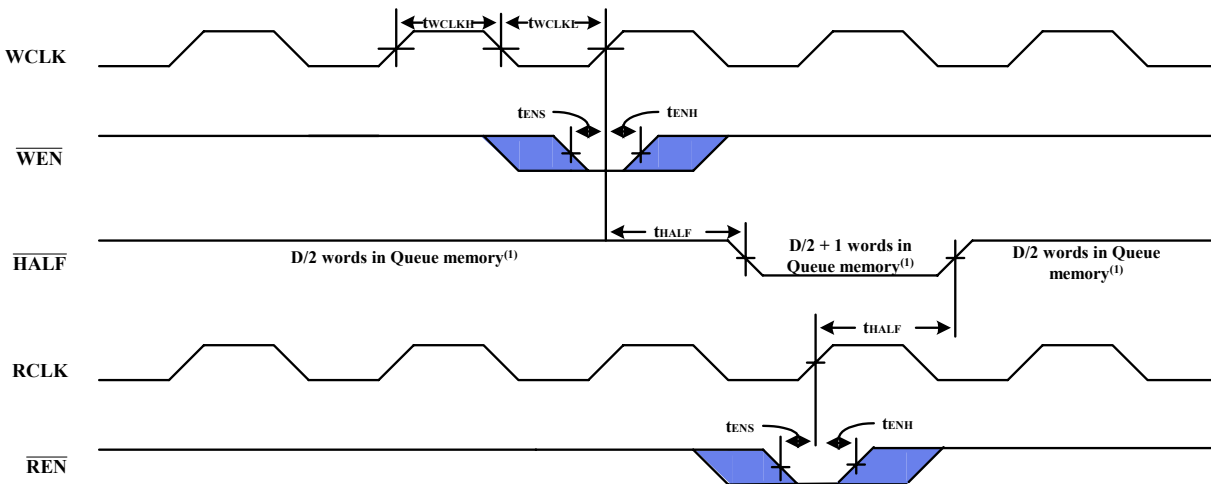 tWCLKH
tWCLKL
WCLK
tENS
tENH
WEN
tHALF
HALF
D/2 words in Queue memory(1)
D/2 + 1 words in
Queue memory(1)
D/2 words in Queue
memory(1)
tHALF
RCLK
tENS
tENH
REN